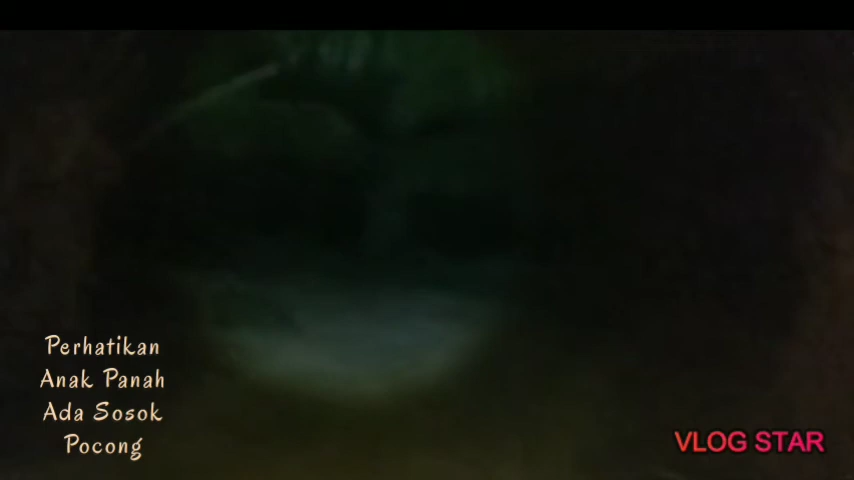 Perhatikan
Anak Panah
Ada Sosok
Pocong
VLOG STAR